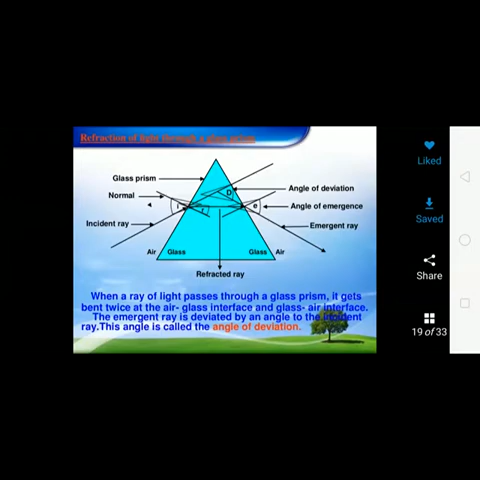 Refraction of light through a glass prism
Glass prism
Normal
Incident ray
Angle of deviation
Angle of emergence
Emergent ray
D
i
r
e
Air
Glass
Glass
Air
Refracted ray
When a ray of light passes through a glass prism, it gets
bent twice at the air- glass interface and glass- air interface.
The emergent ray is deviated by an angle to the incident
ray.This angle is called the angle of deviation.
Liked
Saved
Share
19 of 33